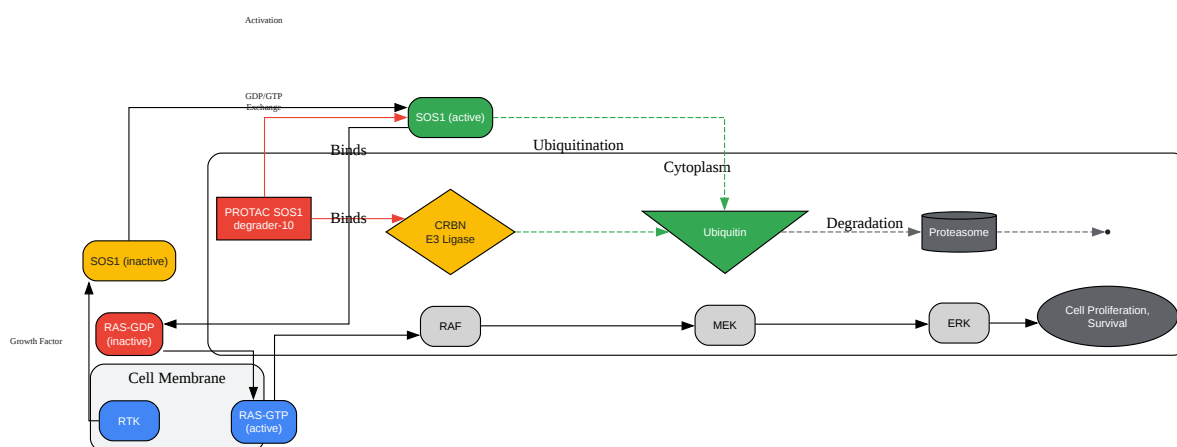 Activation
GDP/GTP
Exchange
SOS1 (active)
Binds
Ubiquitination
Cytoplasm
PROTAC SOS1
degrader-10
Binds
CRBN
E3 Ligase
Ubiquitin
Degradation
Proteasome
SOS1 (inactive)
RAS-GDP
(inactive)
RAF
MEK
ERK
Cell Proliferation,
Survival
Growth Factor
Cell Membrane
RTK
RAS-GTP
(active)